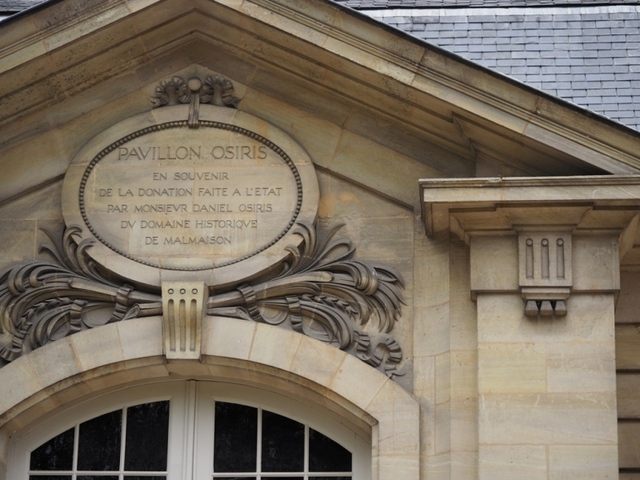 PAVILLON OSIRIS
EN SOUVENIR
DE LA DONATION FAITE A L'ETAT
PAR MONSIEVR DANIEL OSIRIS
DV DOMAINE HISTORIQVE
DE MALMAISON